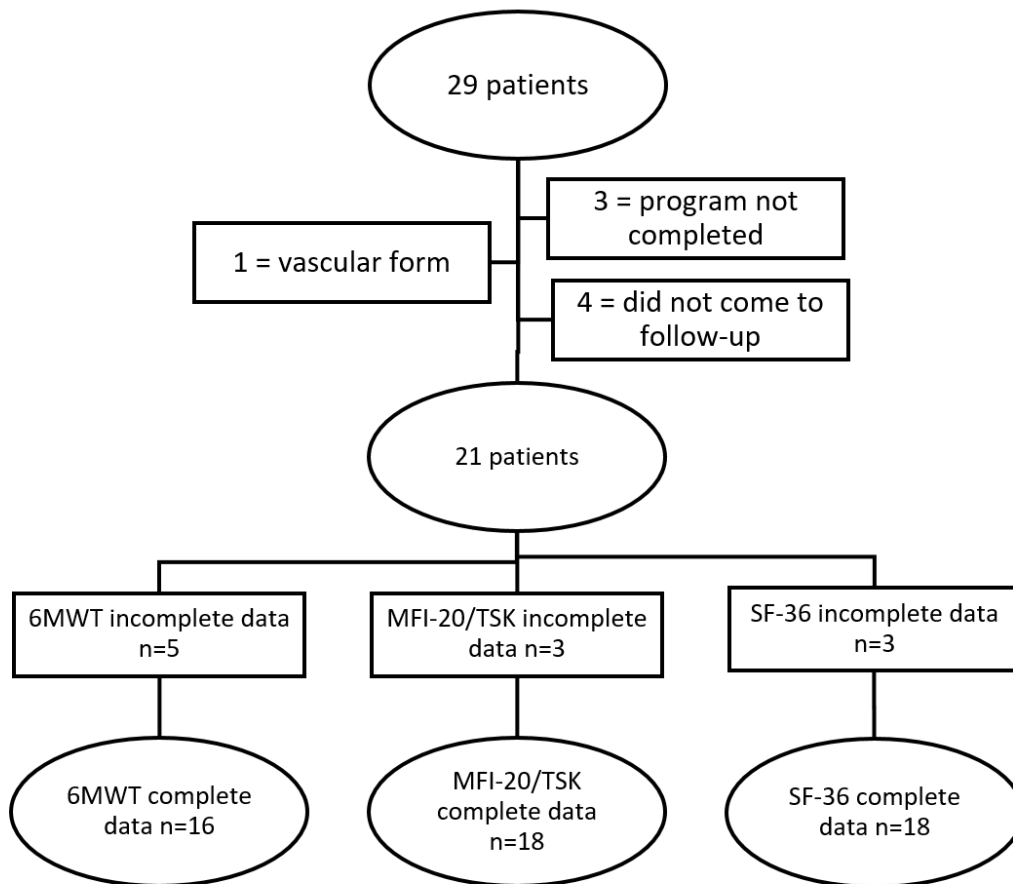 29 patients
3 = program not
completed
1 = vascular form
4 = did not come to
follow-up
21 patients
6MWT incomplete data
n=5
MFI-20/TSK incomplete
data n=3
SF-36 incomplete data
n=3
6MWT complete
data n=16
MFI-20/TSK
complete data
n=18
SF-36 complete
data n=18